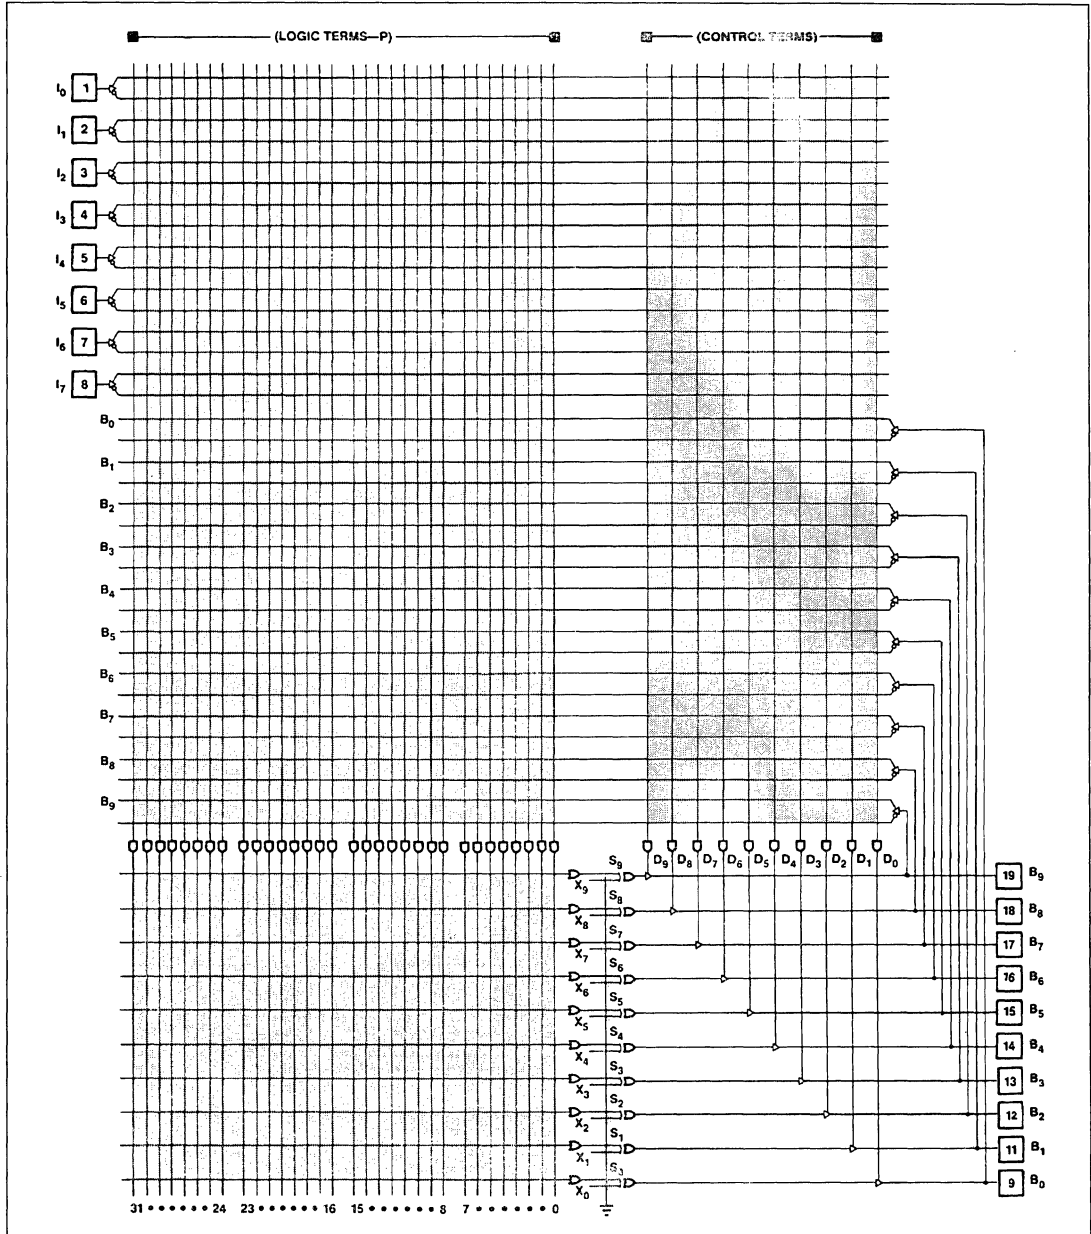 (LOGIC TERMS—P) (CONTROL TERMS)
I0 1
I1 2
I2 3
I3 4
I4 5
I5 6
I6 7
I7 8
B0
B1
B2
B3
B4
B5
B6
B7
B8
B9
D9 D8 D7 D6 D5 D4 D3 D2 D1 D0
S9
X9 19 B9
S8
X8 18 B8
S7
X7 17 B7
S6
X6 16 B6
S5
X5 15 B5
S4
X4 14 B4
S3
X3 13 B3
S2
X2 12 B2
S1
X1 11 B1
S3
X0 9 B0
31 24 23 16 15 8 7 0